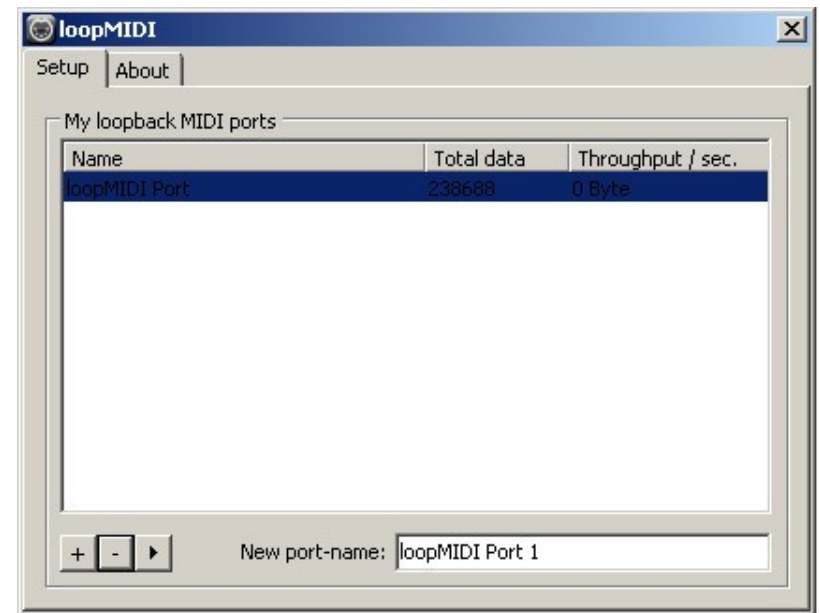 loopMIDI
Setup About
My loopback MIDI ports
Name Total data Throughput / sec.
loopMIDI Port 238688 0 Byte
+ - New port-name: loopMIDI Port 1